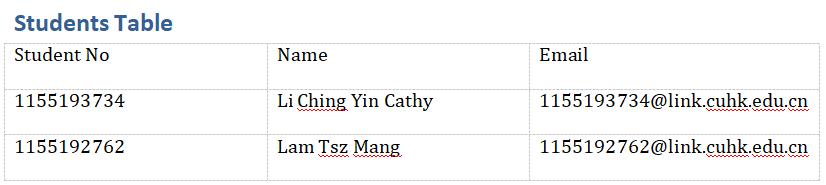 Students Table
Student No Name Email
1155193734 Li Ching Yin Cathy 1155193734@link.cuhk.edu.cn
1155192762 Lam Tsz Mang 1155192762@link.cuhk.edu.cn